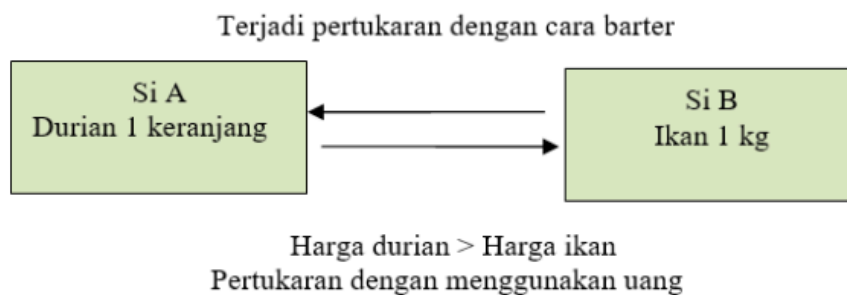 Terjadi pertukaran dengan cara barter
Si A
Durian 1 keranjang
Si B
Ikan 1 kg
Harga durian > Harga ikan
Pertukaran dengan menggunakan uang